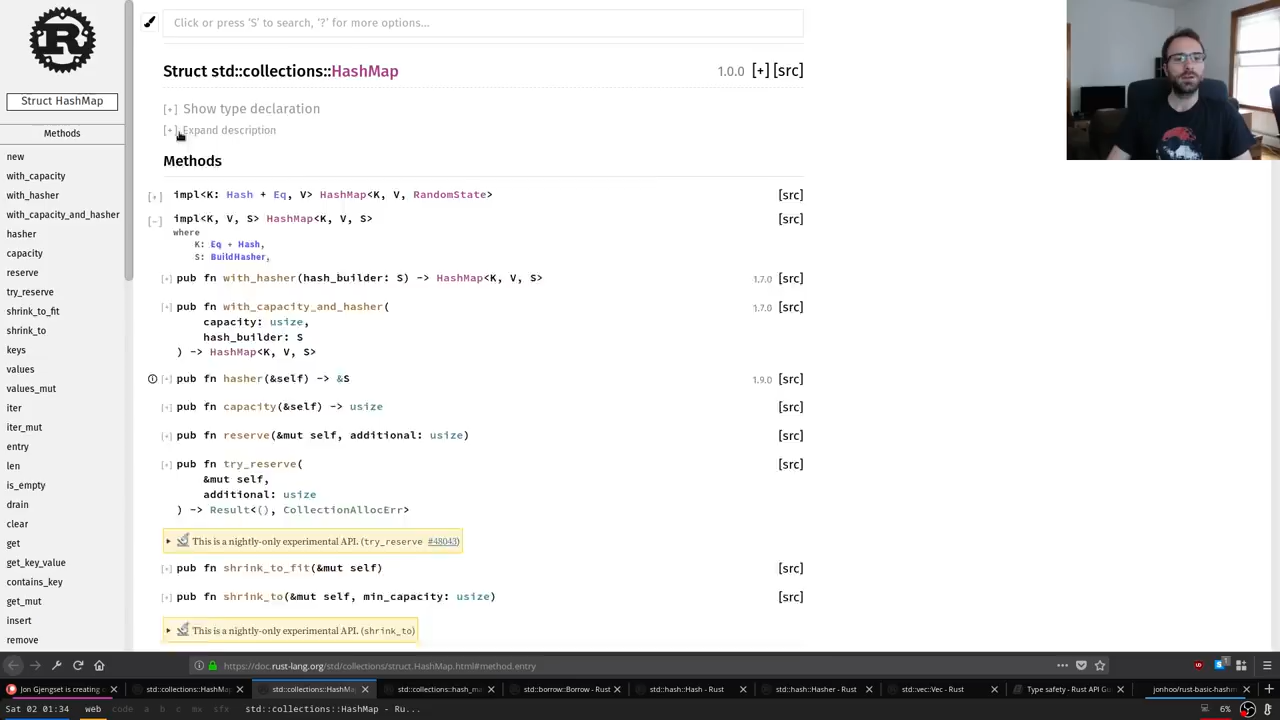 Click or press ‘S’ to search, ‘?’ for more options…
R
Struct std::collections::HashMap
1.0.0 [+] [src]
Struct HashMap
[+] Show type declaration
[+] Expand description
Methods
new
with_capacity
with_hasher
with_capacity_and_hasher
hasher
capacity
reserve
try_reserve
shrink_to_fit
shrink_to
keys
values
values_mut
iter
iter_mut
entry
len
is_empty
drain
clear
get
get_key_value
contains_key
get_mut
insert
remove
Methods
[+] impl<K: Hash + Eq, V> HashMap<K, V, RandomState> [src]
[−] impl<K, V, S> HashMap<K, V, S> [src]
where
K: Eq + Hash,
S: BuildHasher,
[+] pub fn with_hasher(hash_builder: S) -> HashMap<K, V, S> 1.7.0 [src]
[+] pub fn with_capacity_and_hasher( 1.7.0 [src]
capacity: usize,
hash_builder: S
) -> HashMap<K, V, S>
[+] pub fn hasher(&self) -> &S 1.9.0 [src]
[+] pub fn capacity(&self) -> usize [src]
[+] pub fn reserve(&mut self, additional: usize) [src]
[+] pub fn try_reserve( [src]
&mut self,
additional: usize
) -> Result<(), CollectionAllocErr>
This is a nightly-only experimental API. (try_reserve #48043)
pub fn shrink_to_fit(&mut self) [src]
[+] pub fn shrink_to(&mut self, min_capacity: usize) [src]
This is a nightly-only experimental API. (shrink_to)
https://doc.rust-lang.org/std/collections/struct.HashMap.html#method.entry
1
Jon Gjengset is creating
std::collections::HashMap
std::collections::HashMa
std::collections::hash_m
std::borrow::Borrow - Rust
std::hash::Hash - Rust
std::hash::Hasher - Rust
std::vec::Vec - Rust
Type safety - Rust API Gu
jonhoo/rust-basic-hashm
Sat 02 01:34 web code a b c mx sfx std::collections::HashMap - Ru... 6%